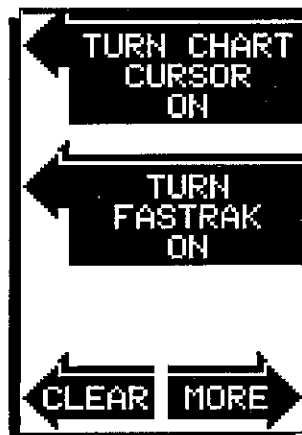 TURN CHART
CURSOR
ON
TURN
FASTRAK
ON
CLEAR MORE